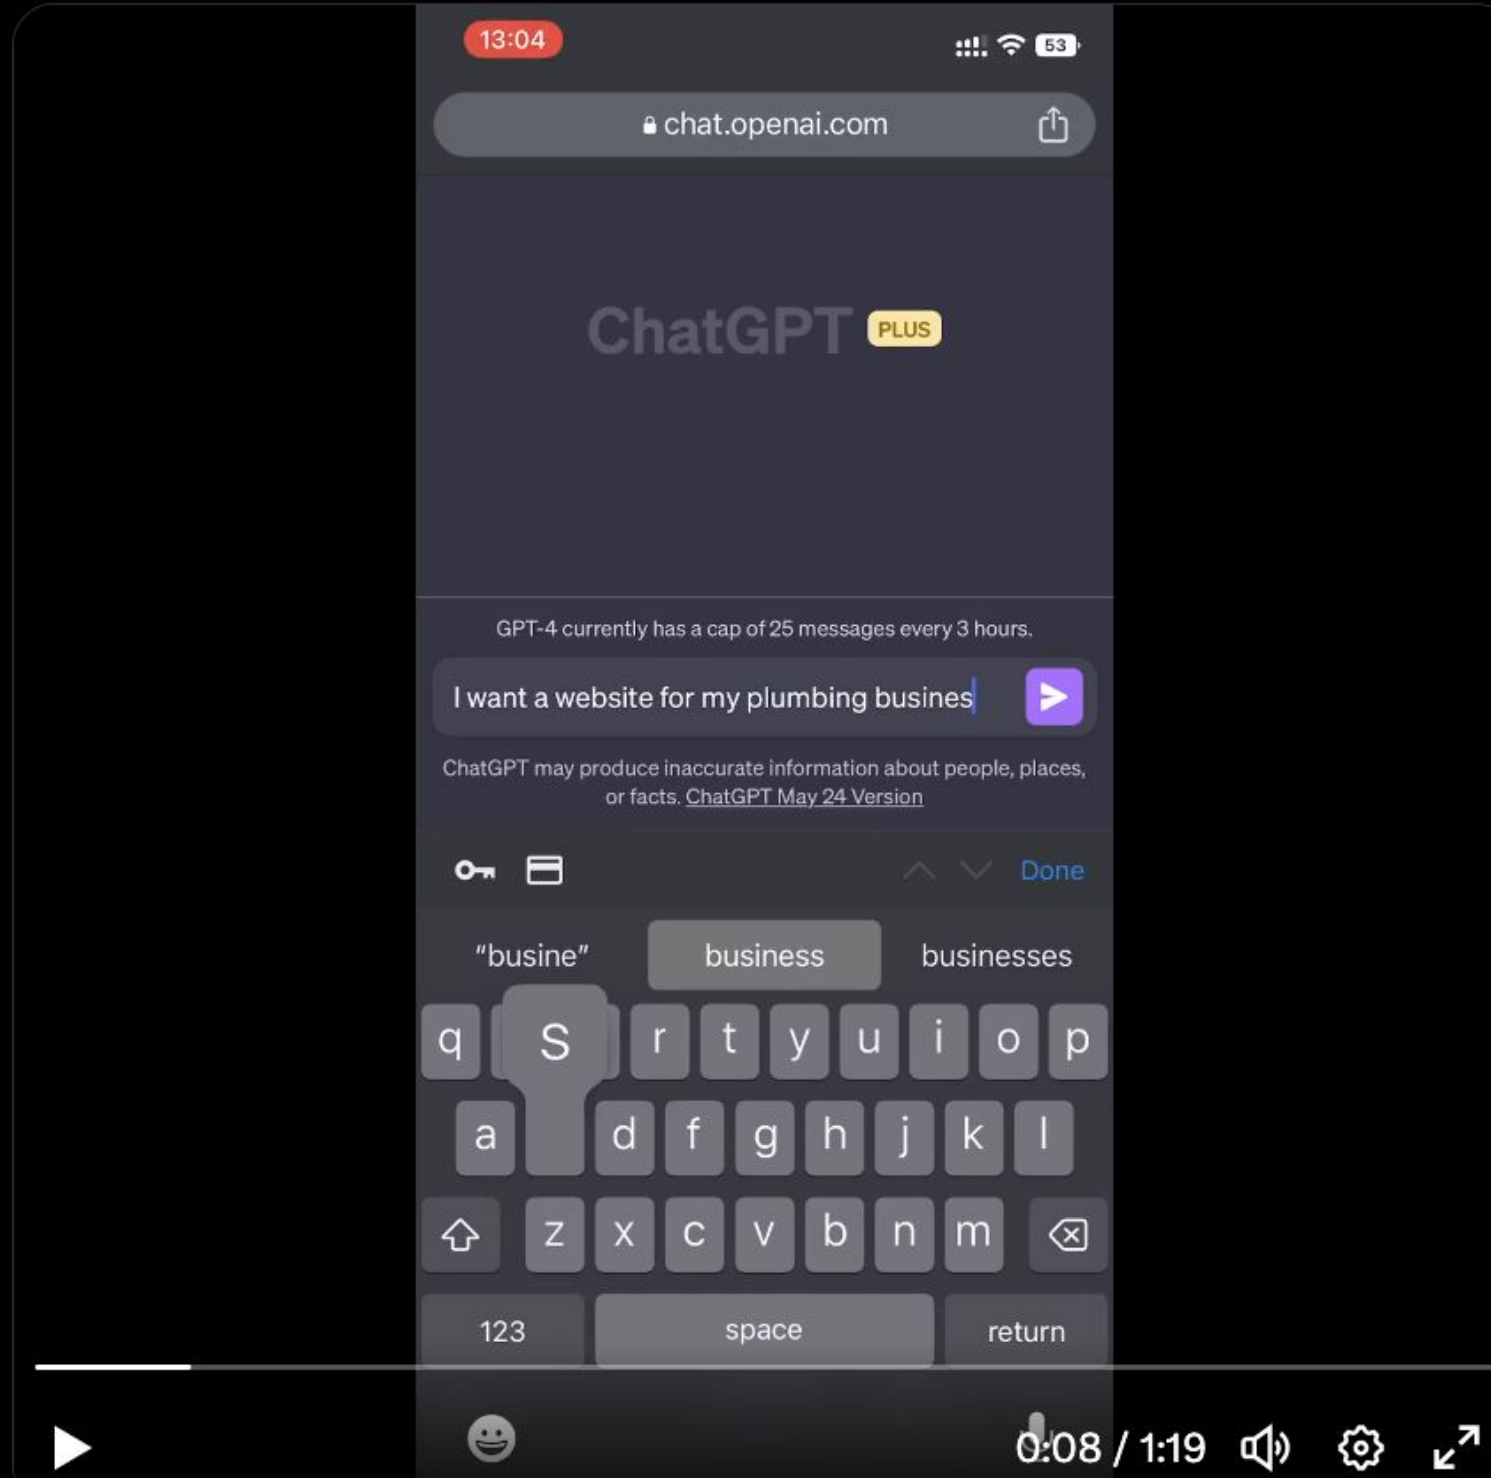 13:04
53
chat.openai.com
ChatGPT PLUS
GPT-4 currently has a cap of 25 messages every 3 hours.
I want a website for my plumbing busines
ChatGPT may produce inaccurate information about people, places,
or facts. ChatGPT May 24 Version
Done
“busine” business businesses
q S r t y u i o p
a d f g h j k l
z x c v b n m
123 space return
0:08 / 1:19